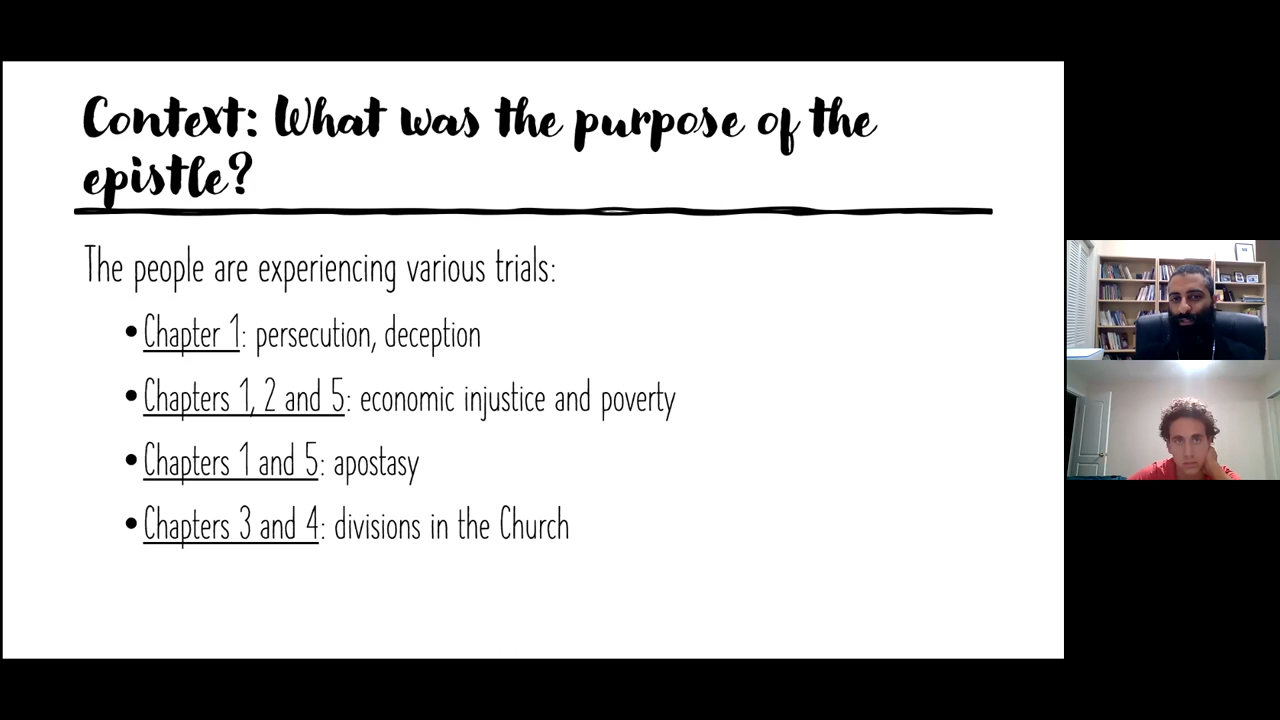 Context: What was the purpose of the
epistle?
The people are experiencing various trials:
•Chapter 1: persecution, deception
•Chapters 1, 2 and 5: economic injustice and poverty
•Chapters 1 and 5: apostasy
•Chapters 3 and 4: divisions in the Church